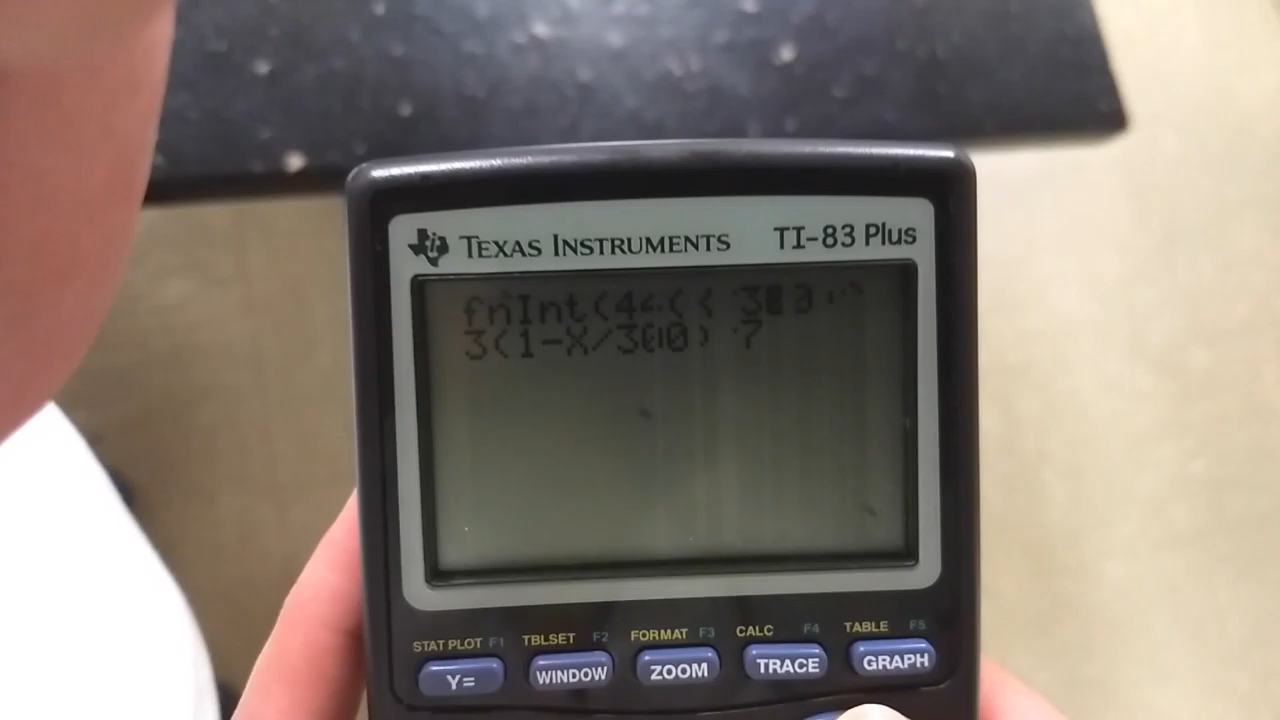 TEXAS INSTRUMENTS TI-83 Plus
fnInt(4
3(1-X/3
STAT PLOT F1 TBLSET F2 FORMAT F3 CALC F4 TABLE F5
Y= WINDOW ZOOM TRACE GRAPH